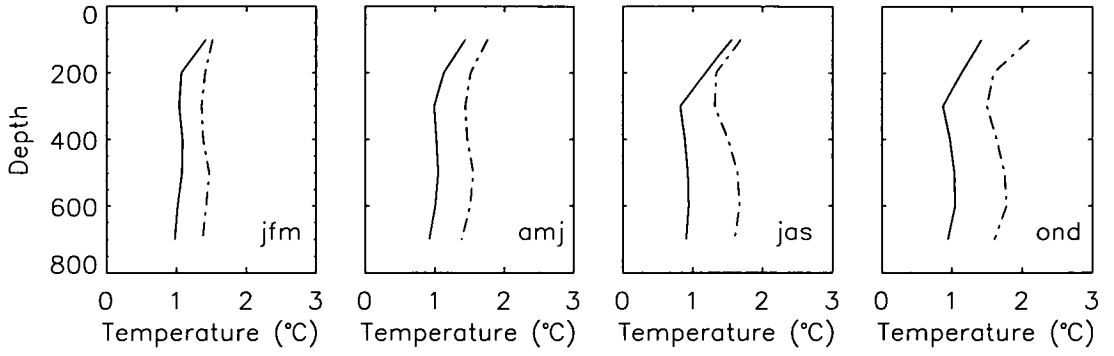 0
200
400
600
800
Depth
jfm
amj
jas
ond
0 1 2 3 0 1 2 3 0 1 2 3 0 1 2 3
Temperature (°C) Temperature (°C) Temperature (°C) Temperature (°C)